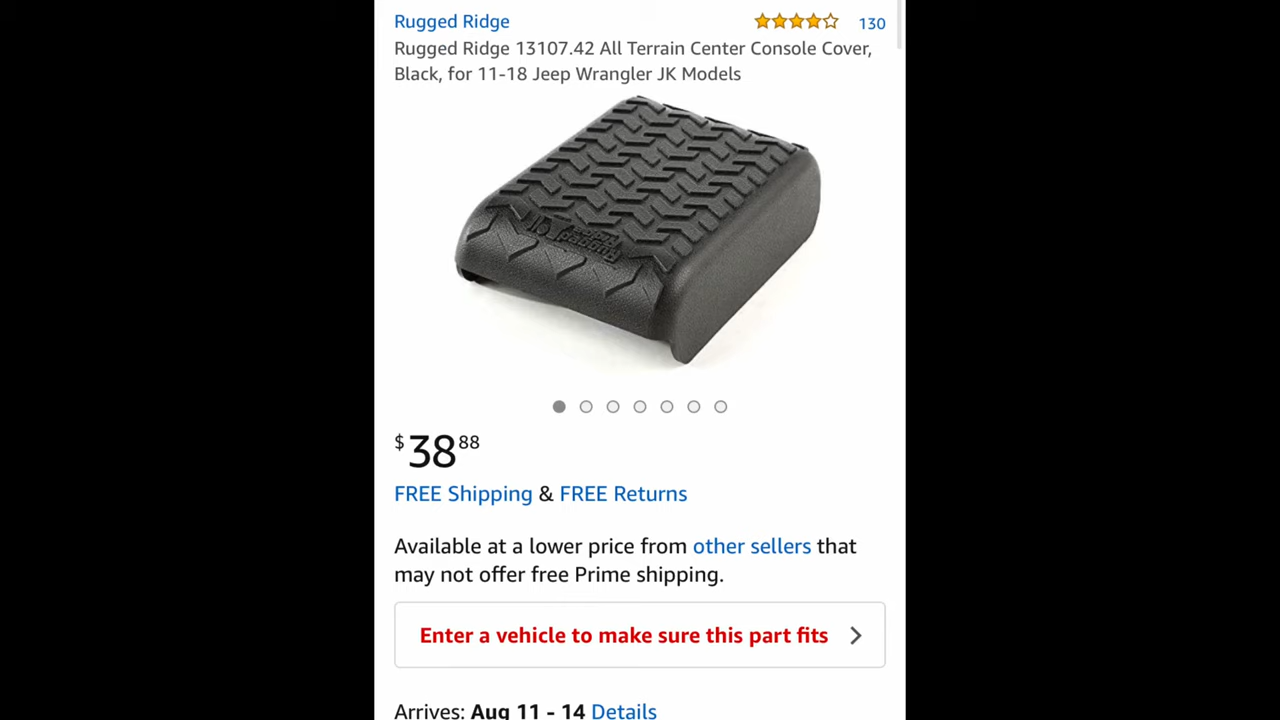 Rugged Ridge 130
Rugged Ridge 13107.42 All Terrain Center Console Cover,
Black, for 11-18 Jeep Wrangler JK Models
Rugged Ridge
$38 88
FREE Shipping & FREE Returns
Available at a lower price from other sellers that
may not offer free Prime shipping.
Enter a vehicle to make sure this part fits
Arrives: Aug 11 - 14 Details